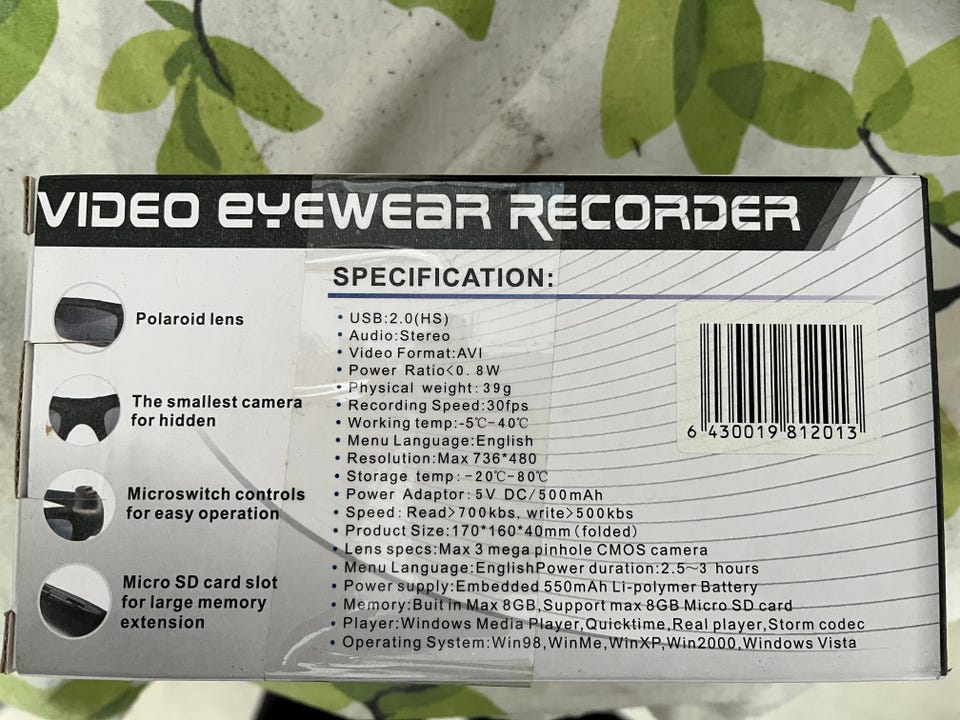 VIDEO EYEWEAR RECORDER
Polaroid lens
The smallest camera
for hidden
Microswitch controls
for easy operation
Micro SD card slot
for large memory
extension
SPECIFICATION:
• USB:2.0(HS)
• Audio:Stereo
• Video Format:AVI
• Power Ratio<0.8W
• Physical weight:39g
• Recording Speed:30fps
• Working temp:-5℃-40℃
• Menu Language:English
• Resolution:Max 736*480
• Storage temp:-20℃-80℃
• Power Adaptor:5V DC/500mAh
• Speed: Read>700kbs, write>500kbs
• Product Size:170*160*40mm(folded)
• Lens specs:Max 3 mega pinhole CMOS camera
• Menu Language:EnglishPower duration:2.5~3 hours
• Power supply:Embedded 550mAh Li-polymer Battery
• Memory:Buit in Max 8GB,Support max 8GB Micro SD card
• Player:Windows Media Player,Quicktime,Real player,Storm codec
• Operating System:Win98,WinMe,WinXP,Win2000,Windows Vista
6 430019 812013